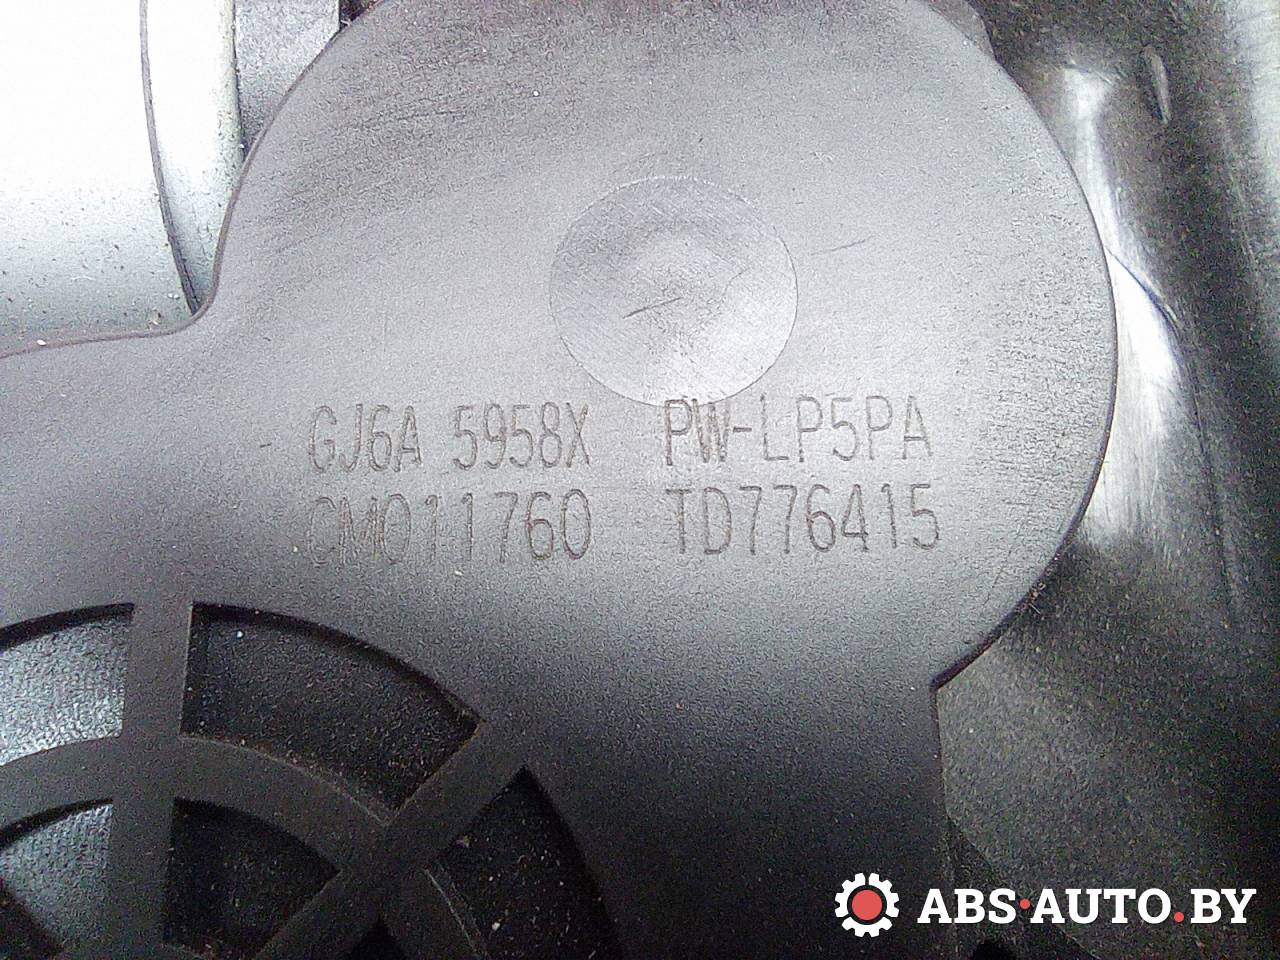 GJ6A 5958X PW-LP5PA
CM011760 TD776415
ABS·AUTO.BY